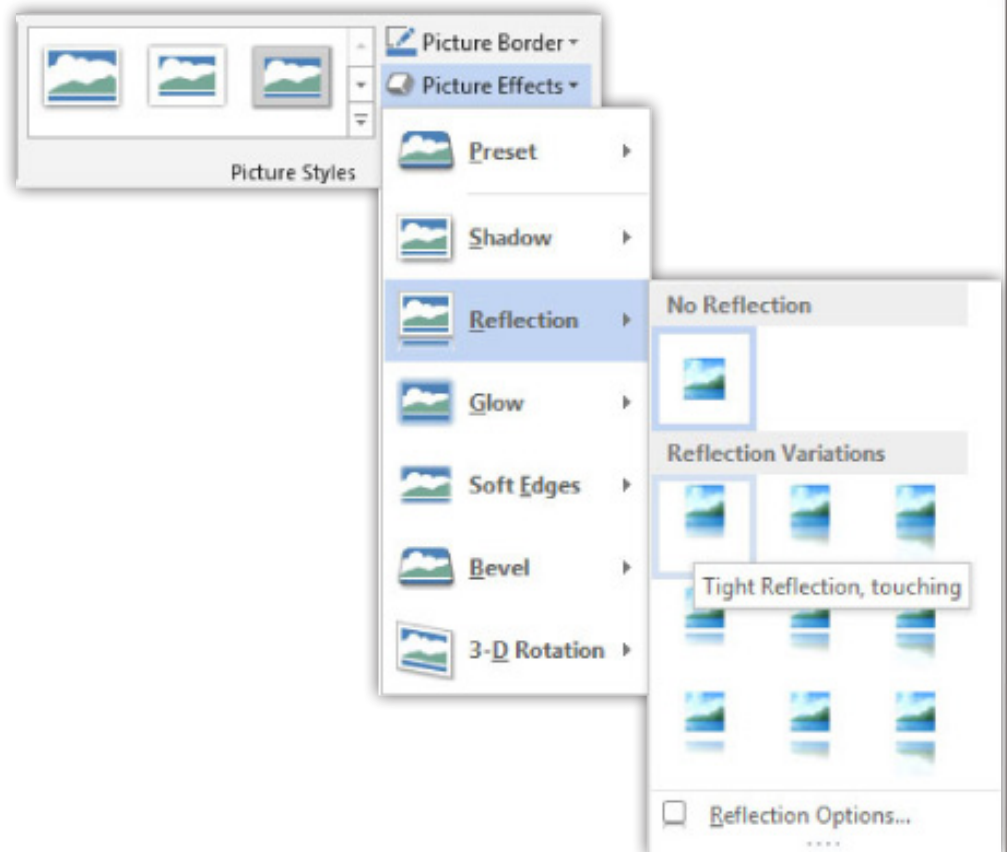 Picture Border
Picture Effects
Picture Styles
Preset
Shadow
Reflection
Glow
Soft Edges
Bevel
3-D Rotation
No Reflection
Reflection Variations
Tight Reflection, touching
Reflection Options...